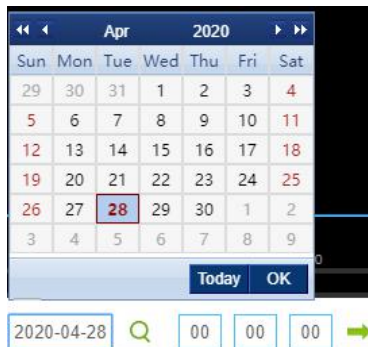 Apr 2020
Sun Mon Tue Wed Thu Fri Sat
29 30 31 1 2 3 4
5 6 7 8 9 10 11
12 13 14 15 16 17 18
19 20 21 22 23 24 25
26 27 28 29 30 1 2
3 4 5 6 7 8 9
0
Today OK
2020-04-28 00 00 00